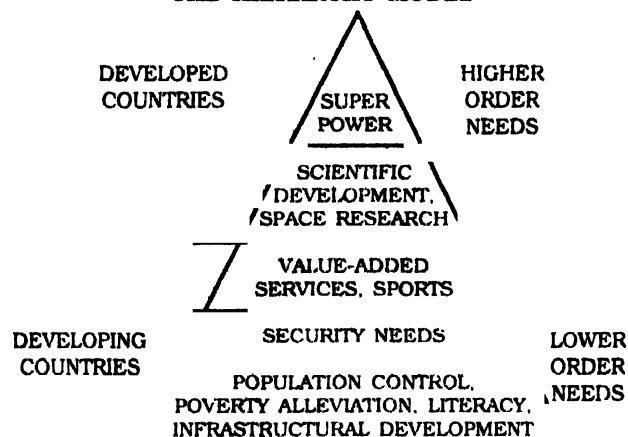 DEVELOPED
COUNTRIES
HIGHER
ORDER
NEEDS
SUPER
POWER
SCIENTIFIC
DEVELOPMENT,
SPACE RESEARCH
VALUE-ADDED
SERVICES, SPORTS
DEVELOPING
COUNTRIES
SECURITY NEEDS
LOWER
ORDER
NEEDS
POPULATION CONTROL,
POVERTY ALLEVIATION, LITERACY,
INFRASTRUCTURAL DEVELOPMENT